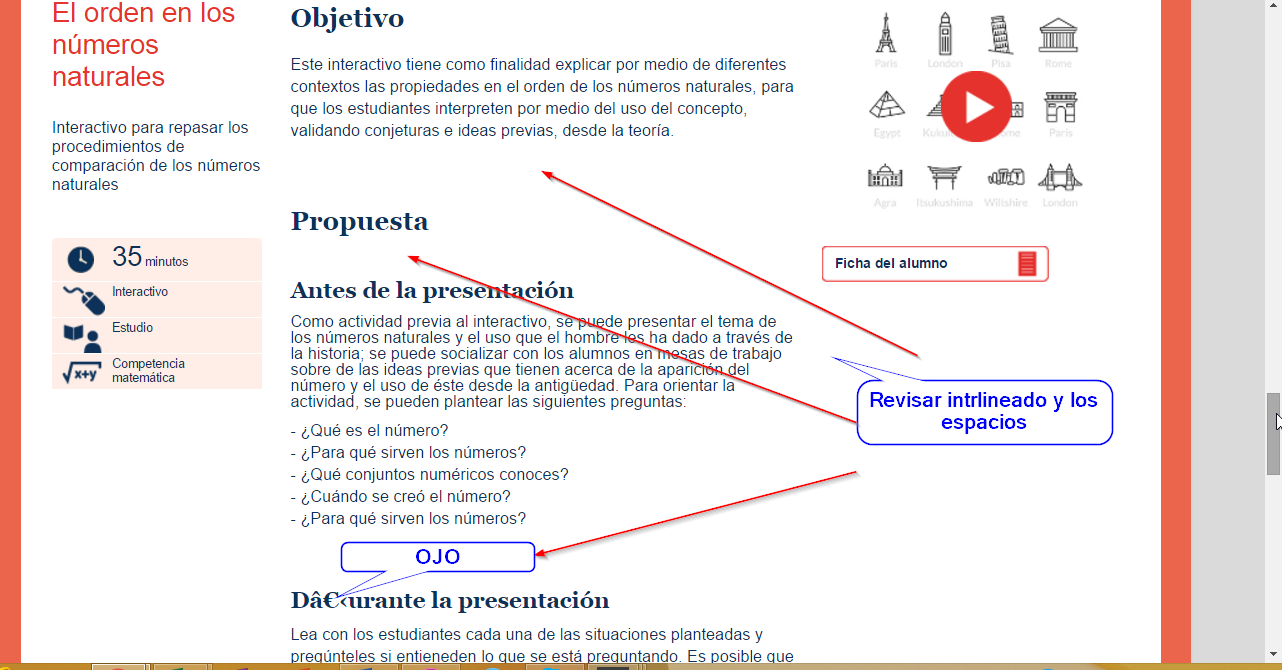 El orden en los
números
naturales
Interactivo para repasar los
procedimientos de
comparación de los números
naturales
35 minutos
Interactivo
Estudio
√x+y
Competencia
matemática
Objetivo
Este interactivo tiene como finalidad explicar por medio de diferentes
contextos las propiedades en el orden de los números naturales, para
que los estudiantes interpreten por medio del uso del concepto,
validando conjeturas e ideas previas, desde la teoría.
Propuesta
Antes de la presentación
Como actividad previa al interactivo, se puede presentar el tema de
los números naturales y el uso que el hombre les ha dado a través de
la historia; se puede socializar con los alumnos en mesas de trabajo
sobre de las ideas previas que tienen acerca de la aparición del
número y el uso de éste desde la antigüedad. Para orientar la
actividad, se pueden plantear las siguientes preguntas:
- ¿Qué es el número?
- ¿Para qué sirven los números?
- ¿Qué conjuntos numéricos conoces?
- ¿Cuándo se creó el número?
- ¿Para qué sirven los números?
OJO
Dâ€‹urante la presentación
Lea con los estudiantes cada una de las situaciones planteadas y
pregúnteles si entieneden lo que se está preguntando. Es posible que
Paris London Pisa Rome
Egypt Paris
Agra Itsukushima Wiltshire London
Ficha del alumno
Revisar intrlineado y los
espacios